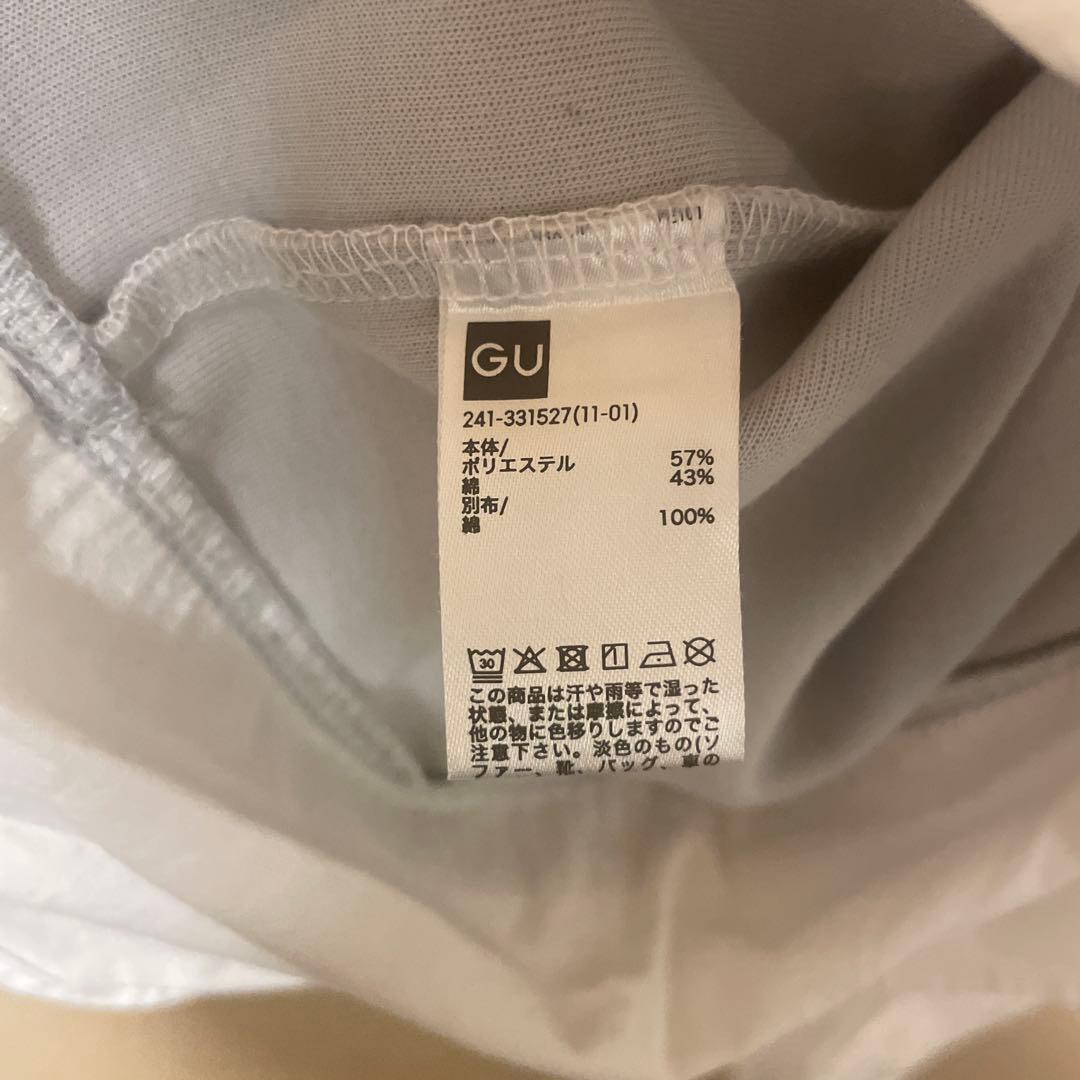 GU
241-331527(11-01)
本体/
ポリエステル 57%
綿 43%
別布/
綿 100%
30
この商品は汗や雨等で湿った
状態、または摩擦によって、
他の物に色移りしますのでご
注意下さい。淡色のもの(ソ
ファー、靴、バッグ、車の